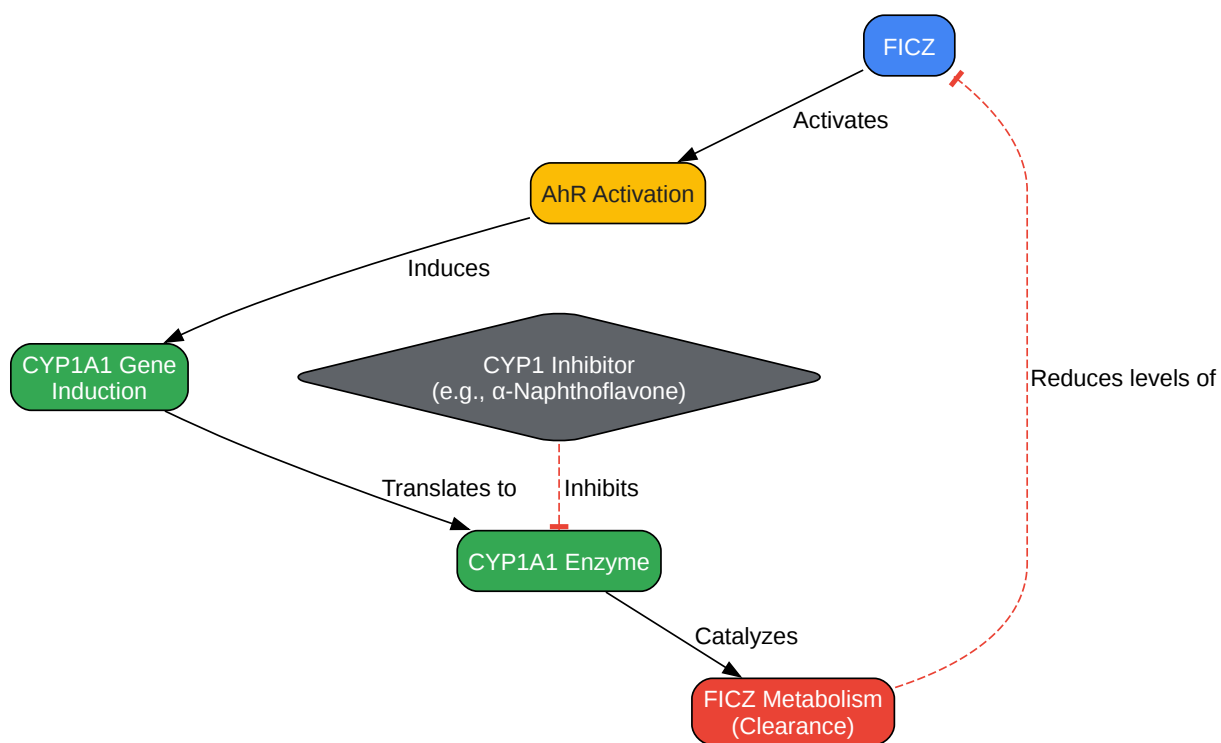 FICZ
Activates
AhR Activation
Induces
CYP1A1 Gene
Induction
CYP1 Inhibitor
(e.g., α-Naphthoflavone)
Reduces levels of
Translates to
Inhibits
CYP1A1 Enzyme
Catalyzes
FICZ Metabolism
(Clearance)